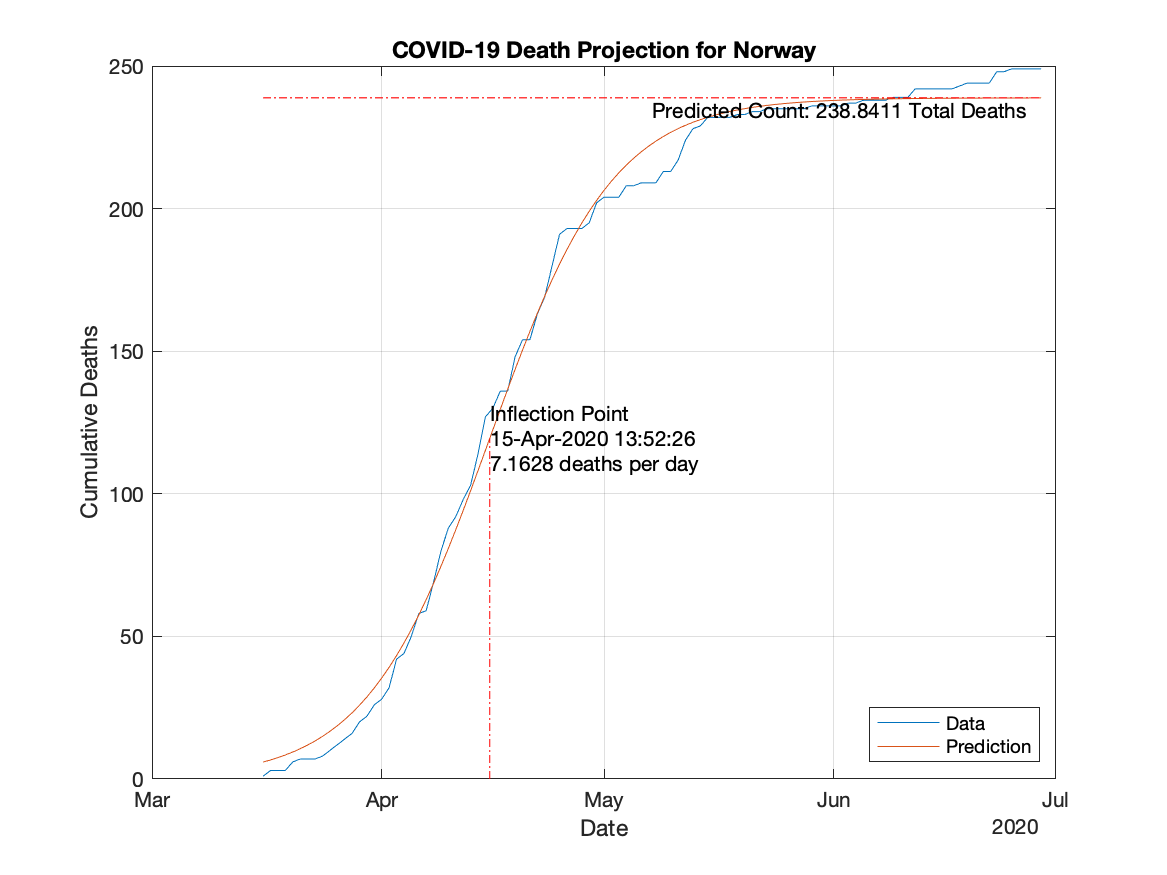 COVID-19 Death Projection for Norway
250
200
150
100
50
0
Cumulative Deaths
Predicted Count: 238.8411 Total Deaths
Inflection Point
15-Apr-2020 13:52:26
7.1628 deaths per day
Data
Prediction
Mar Apr May Jun Jul
Date
2020